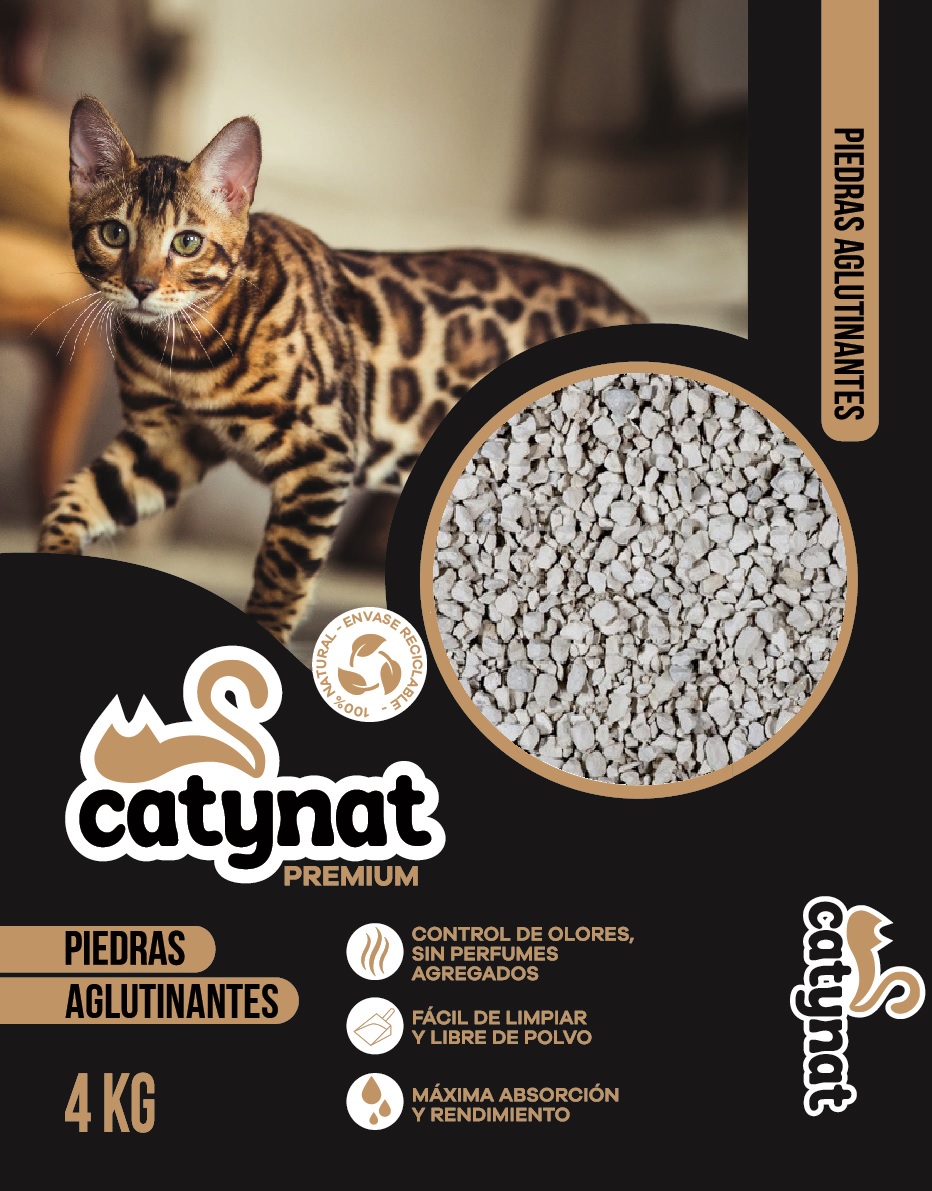 PIEDRAS AGLUTINANTES
100% NATURAL - ENVASE RECICLABLE -
catynat
PREMIUM
PIEDRAS
AGLUTINANTES
4 KG
CONTROL DE OLORES,
SIN PERFUMES
AGREGADOS
FÁCIL DE LIMPIAR
Y LIBRE DE POLVO
MÁXIMA ABSORCIÓN
Y RENDIMIENTO
catynat